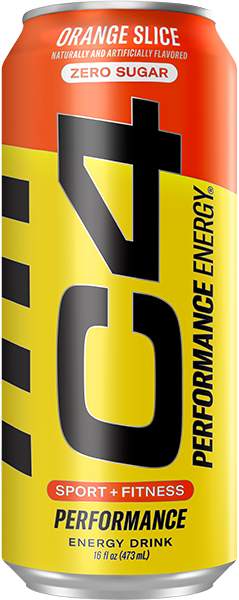 ORANGE SLICE
NATURALLY AND ARTIFICIALLY FLAVORED
ZERO SUGAR
C4
PERFORMANCE ENERGY®
SPORT + FITNESS
PERFORMANCE
ENERGY DRINK
16 fl oz (473 mL)